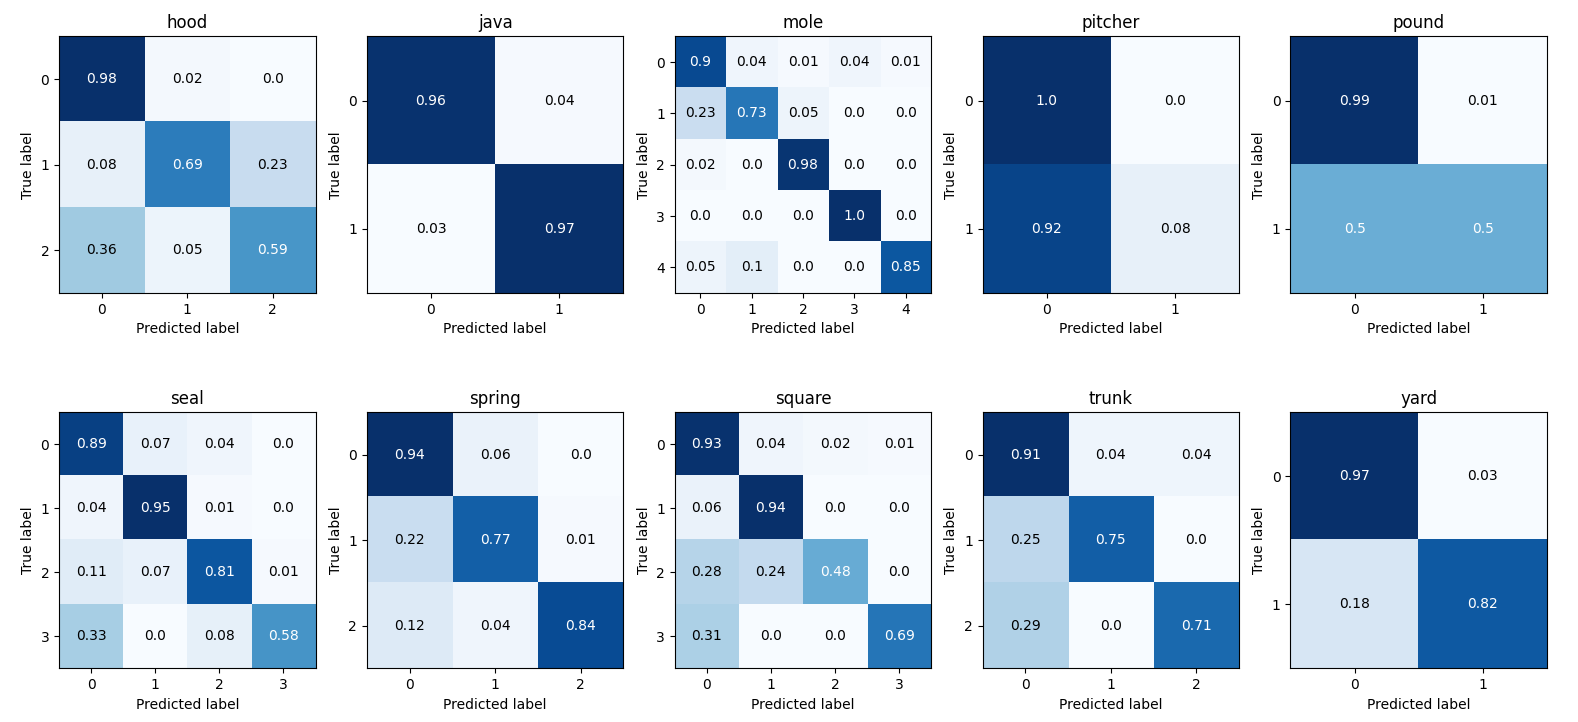 hood
0 0.98 0.02 0.0
1 0.08 0.69 0.23
2 0.36 0.05 0.59
0 1 2
True label
Predicted label
java
0 0.96 0.04
1 0.03 0.97
0 1
True label
Predicted label
mole
0 0.9 0.04 0.01 0.04 0.01
1 0.23 0.73 0.05 0.0 0.0
2 0.02 0.0 0.98 0.0 0.0
3 0.0 0.0 0.0 1.0 0.0
4 0.05 0.1 0.0 0.0 0.85
0 1 2 3 4
True label
Predicted label
pitcher
0 1.0 0.0
1 0.92 0.08
0 1
True label
Predicted label
pound
0 0.99 0.01
1 0.5 0.5
0 1
True label
Predicted label
seal
0 0.89 0.07 0.04 0.0
1 0.04 0.95 0.01 0.0
2 0.11 0.07 0.81 0.01
3 0.33 0.0 0.08 0.58
0 1 2 3
True label
Predicted label
spring
0 0.94 0.06 0.0
1 0.22 0.77 0.01
2 0.12 0.04 0.84
0 1 2
True label
Predicted label
square
0 0.93 0.04 0.02 0.01
1 0.06 0.94 0.0 0.0
2 0.28 0.24 0.48 0.0
3 0.31 0.0 0.0 0.69
0 1 2 3
True label
Predicted label
trunk
0 0.91 0.04 0.04
1 0.25 0.75 0.0
2 0.29 0.0 0.71
0 1 2
True label
Predicted label
yard
0 0.97 0.03
1 0.18 0.82
0 1
True label
Predicted label